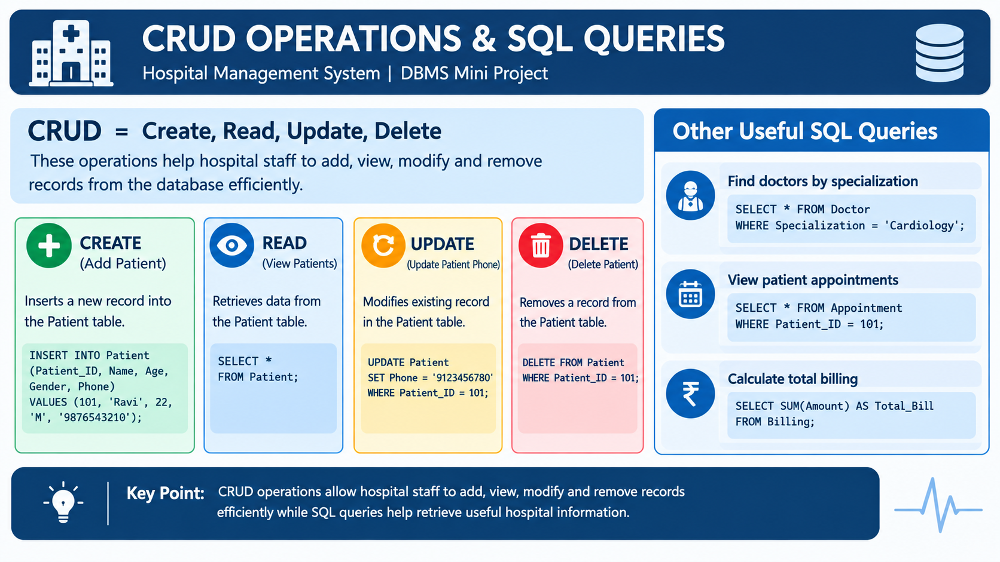 CRUD OPERATIONS & SQL QUERIES
Hospital Management System | DBMS Mini Project
CRUD = Create, Read, Update, Delete
These operations help hospital staff to add, view, modify and remove
records from the database efficiently.
CREATE
(Add Patient)
Inserts a new record into
the Patient table.
INSERT INTO Patient
(Patient_ID, Name, Age,
Gender, Phone)
VALUES (101, 'Ravi', 22,
'M', '9876543210');
READ
(View Patients)
Retrieves data from
the Patient table.
SELECT *
FROM Patient;
UPDATE
(Update Patient Phone)
Modifies existing record
in the Patient table.
UPDATE Patient
SET Phone = '9123456780'
WHERE Patient_ID = 101;
DELETE
(Delete Patient)
Removes a record from
the Patient table.
DELETE FROM Patient
WHERE Patient_ID = 101;
Other Useful SQL Queries
Find doctors by specialization
SELECT * FROM Doctor
WHERE Specialization = 'Cardiology';
View patient appointments
SELECT * FROM Appointment
WHERE Patient_ID = 101;
₹
Calculate total billing
SELECT SUM(Amount) AS Total_Bill
FROM Billing;
Key Point: CRUD operations allow hospital staff to add, view, modify and remove records
efficiently while SQL queries help retrieve useful hospital information.